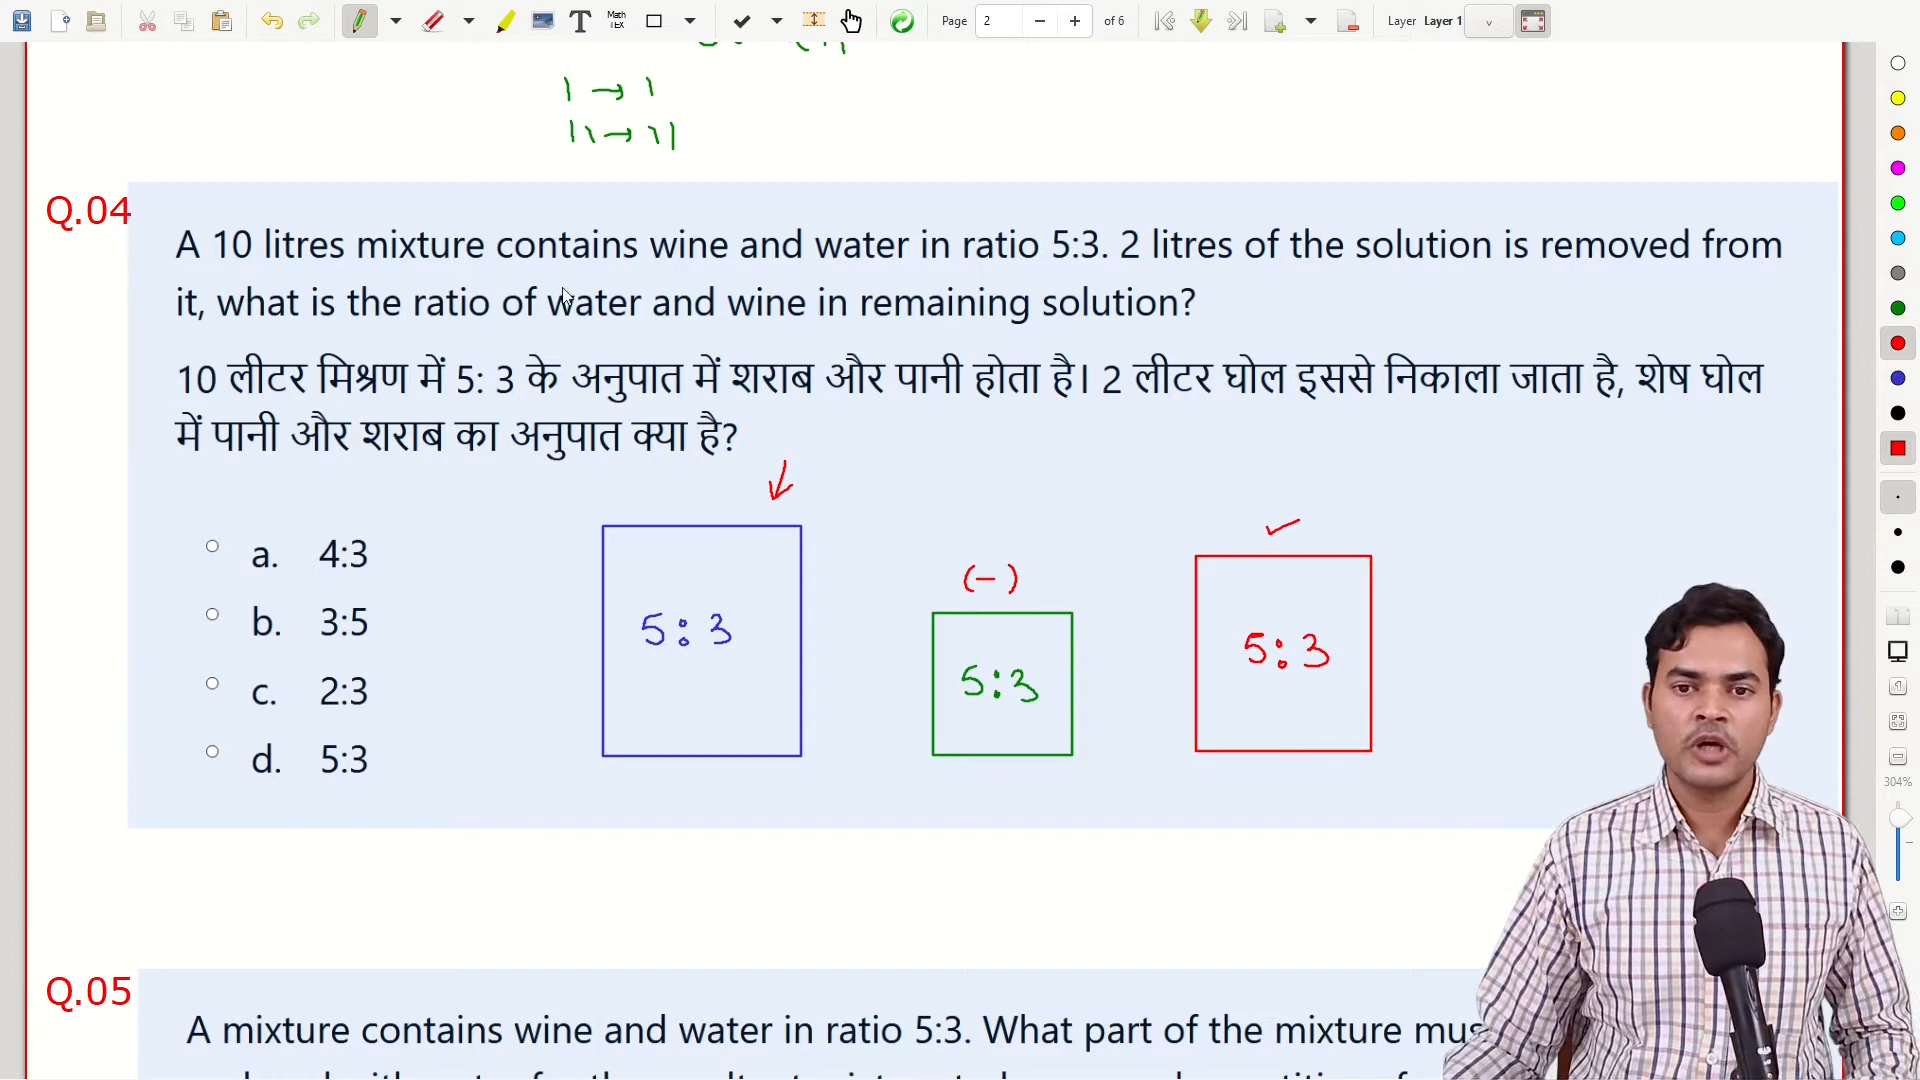 Math
TEX
Page 2 of 6 Layer Layer 1
1 → 1
11 → 11
Q.04
A 10 litres mixture contains wine and water in ratio 5:3. 2 litres of the solution is removed from
it, what is the ratio of water and wine in remaining solution?
10 लीटर मिश्रण में 5: 3 के अनुपात में शराब और पानी होता है। 2 लीटर घोल इससे निकाला जाता है, शेष घोल
में पानी और शराब का अनुपात क्या है?
a. 4:3
b. 3:5
c. 2:3
d. 5:3
5:3
(-)
5:3
5:3
304%
Q.05
A mixture contains wine and water in ratio 5:3. What part of the mixture mus